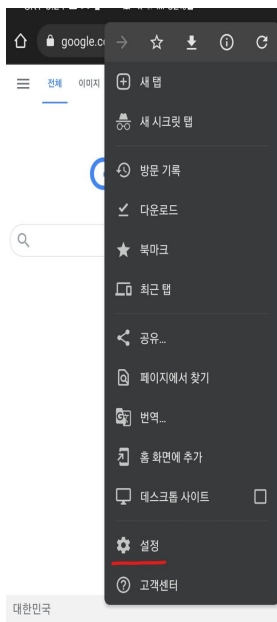 google.co
전체 이미지
새 탭
새 시크릿 탭
방문 기록
다운로드
북마크
최근 탭
공유...
페이지에서 찾기
번역...
홈 화면에 추가
데스크톱 사이트
설정
고객센터
대한민국